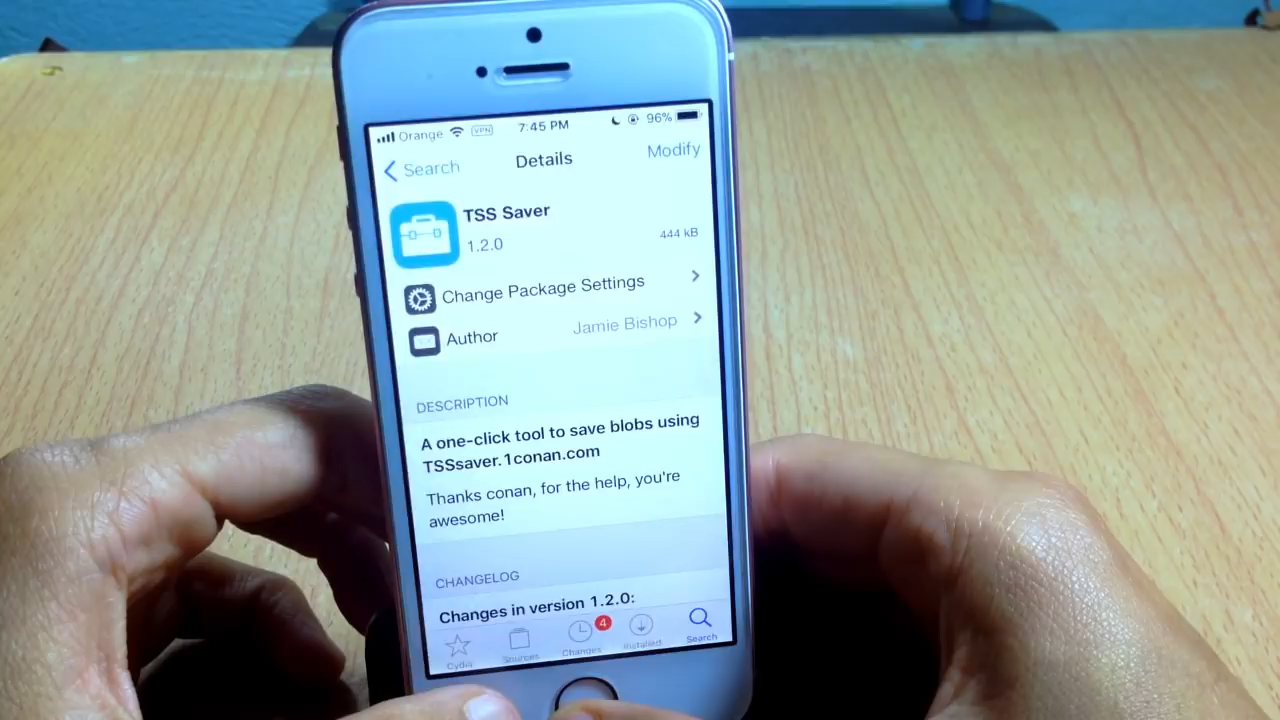 Orange VPN 7:45 PM 96%
Search Details Modify
TSS Saver
1.2.0 444 kB
Change Package Settings
Author Jamie Bishop
DESCRIPTION
A one-click tool to save blobs using
TSSsaver.1conan.com
Thanks conan, for the help, you're
awesome!
CHANGELOG
Changes in version 1.2.0:
4
Cydia Sources Changes Installed Search